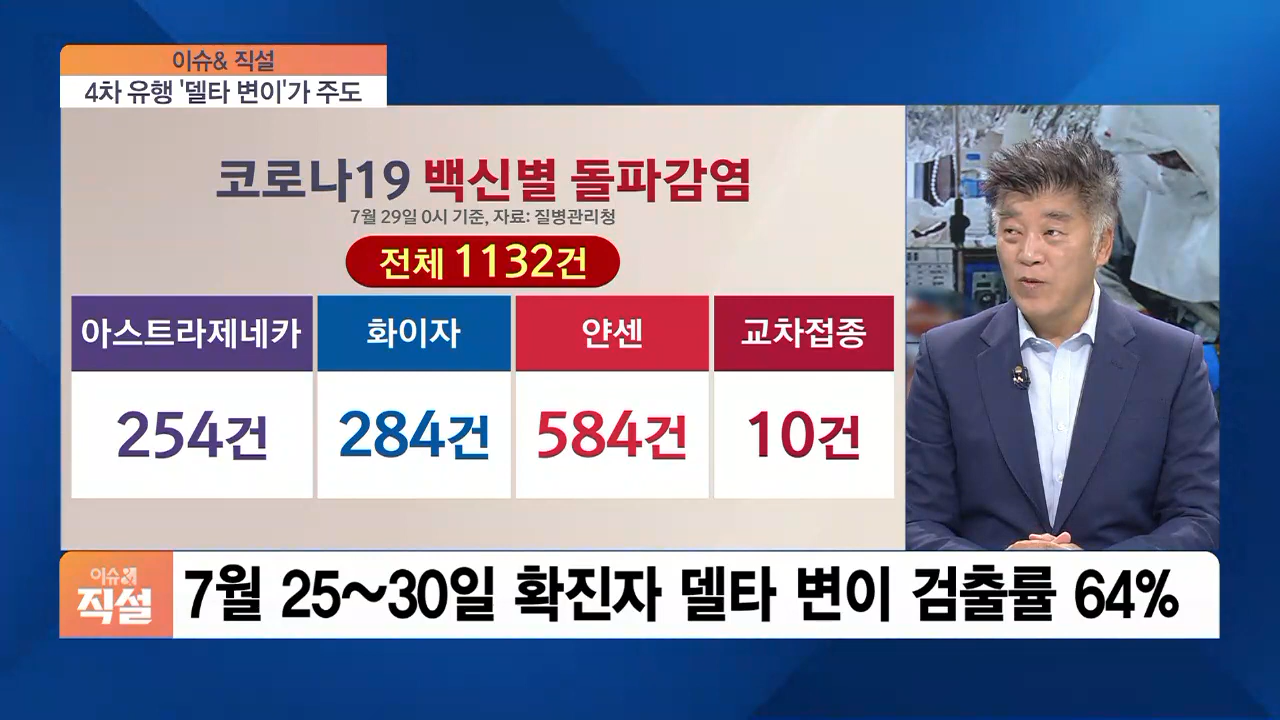 이슈& 직설
4차 유행 '델타 변이'가 주도
코로나19 백신별 돌파감염
7월 29일 0시 기준, 자료: 질병관리청
전체 1132건
아스트라제네카 화이자 얀센 교차접종
254건 284건 584건 10건
이슈&
직설
7월 25~30일 확진자 델타 변이 검출률 64%